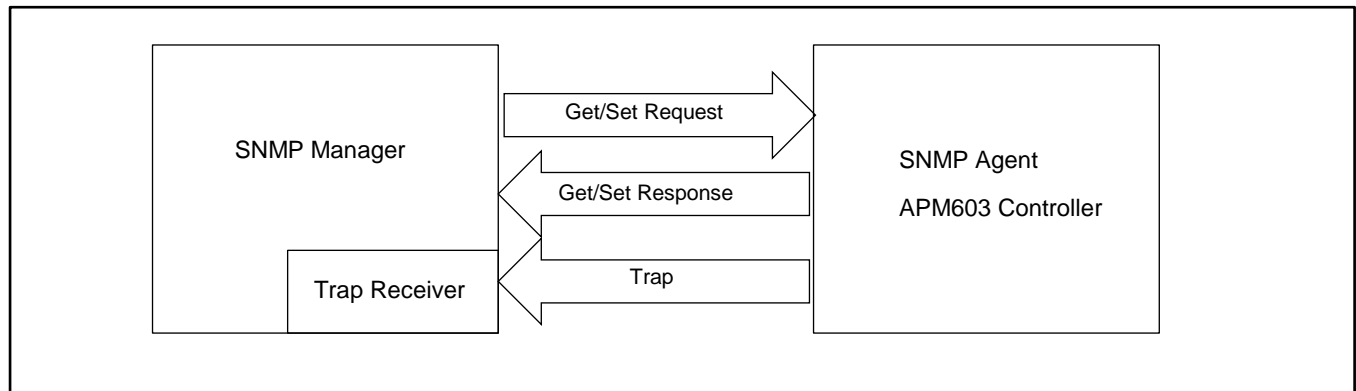 SNMP Manager
Get/Set Request
Get/Set Response
Trap
Trap Receiver
SNMP Agent
APM603 Controller